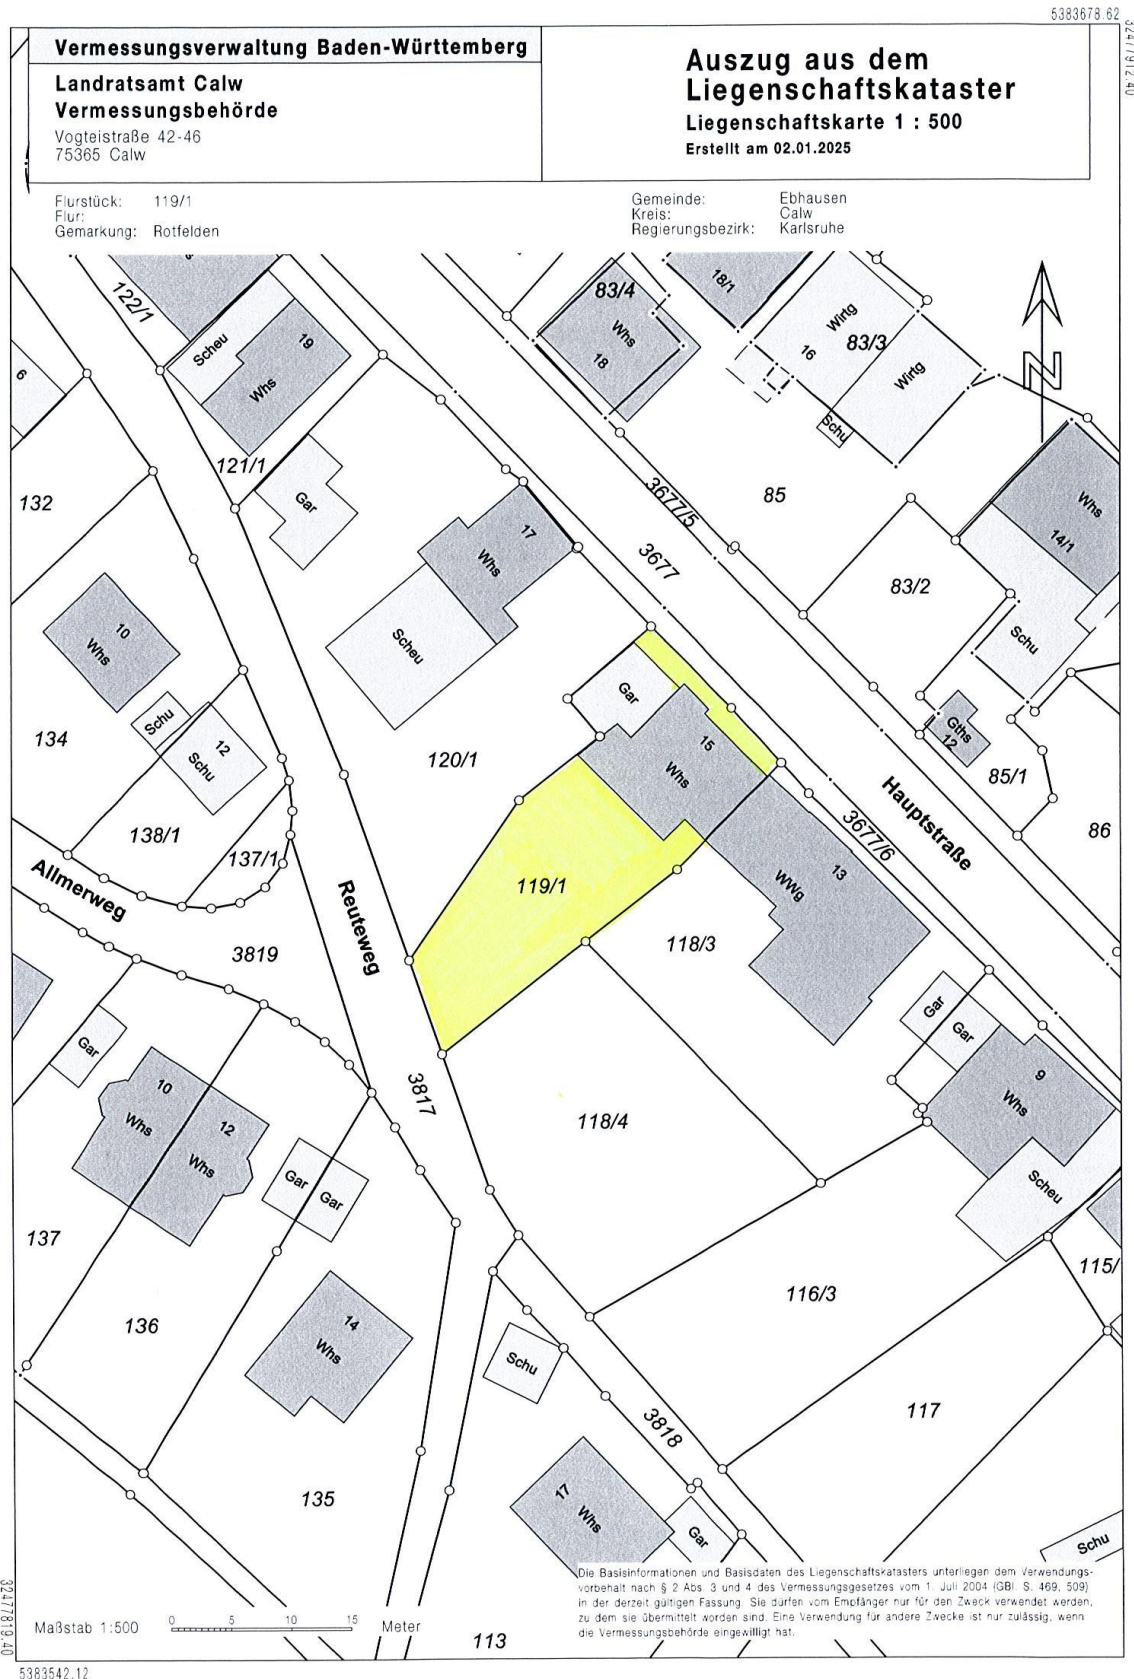 5383678.62
32477912.40
Vermessungsverwaltung Baden-Württemberg
Landratsamt Calw
Vermessungsbehörde
Vogteistraße 42-46
75365 Calw
Auszug aus dem
Liegenschaftskataster
Liegenschaftskarte 1 : 500
Erstellt am 02.01.2025
Flurstück: 119/1
Flur:
Gemarkung: Rotfelden
Gemeinde: Ebhausen
Kreis: Calw
Regierungsbezirk: Karlsruhe
122/1
Scheu
19
Whs
83/4
Whs
18
18/1
Wirtg
16
83/3
Wirtg
Schu
N
6
132
121/1
Gar
17
Whs
Scheu
3677/5
3677
85
83/2
Whs
14/1
Schu
10
Whs
134
Schu
12
Schu
138/1
137/1
120/1
Gar
15
Whs
Gths
12
85/1
86
Hauptstraße
3677/6
13
WWg
Allmerweg
Reuteweg
119/1
118/3
3819
Gar
10
Whs
12
Whs
3817
118/4
Gar
Gar
9
Whs
Scheu
Gar
Gar
137
136
14
Whs
116/3
115/
Schu
117
3818
135
17
Whs
Gar
Schu
113
Die Basisinformationen und Basisdaten des Liegenschaftskatasters unterliegen dem Verwendungs-
vorbehalt nach § 2 Abs. 3 und 4 des Vermessungsgesetzes vom 1. Juli 2004 (GBl. S. 469, 509)
in der derzeit gültigen Fassung. Sie dürfen vom Empfänger nur für den Zweck verwendet werden,
zu dem sie übermittelt worden sind. Eine Verwendung für andere Zwecke ist nur zulässig, wenn
die Vermessungsbehörde eingewilligt hat.
Maßstab 1:500
0 5 10 15
Meter
32477819.40
5383542.12